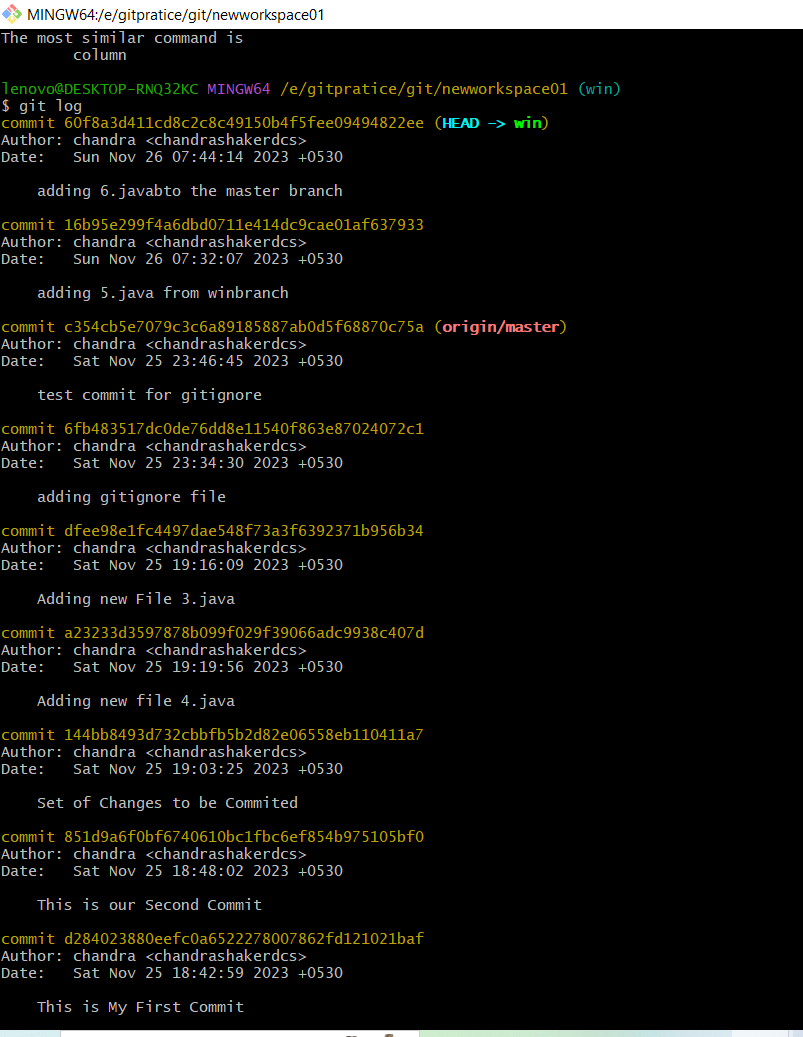 MINGW64:/e/gitpratice/git/newworkspace01
The most similar command is
column
lenovo@DESKTOP-RNQ32KC MINGW64 /e/gitpratice/git/newworkspace01 (win)
$ git log
commit 60f8a3d411cd8c2c8c49150b4f5fee09494822ee (HEAD -> win)
Author: chandra <chandrashakerdcs>
Date:   Sun Nov 26 07:44:14 2023 +0530
adding 6.javabto the master branch
commit 16b95e299f4a6dbd0711e414dc9cae01af637933
Author: chandra <chandrashakerdcs>
Date:   Sun Nov 26 07:32:07 2023 +0530
adding 5.java from winbranch
commit c354cb5e7079c3c6a89185887ab0d5f68870c75a (origin/master)
Author: chandra <chandrashakerdcs>
Date:   Sat Nov 25 23:46:45 2023 +0530
test commit for gitignore
commit 6fb483517dc0de76dd8e11540f863e87024072c1
Author: chandra <chandrashakerdcs>
Date:   Sat Nov 25 23:34:30 2023 +0530
adding gitignore file
commit dfee98e1fc4497dae548f73a3f6392371b956b34
Author: chandra <chandrashakerdcs>
Date:   Sat Nov 25 19:16:09 2023 +0530
Adding new File 3.java
commit a23233d3597878b099f029f39066adc9938c407d
Author: chandra <chandrashakerdcs>
Date:   Sat Nov 25 19:19:56 2023 +0530
Adding new file 4.java
commit 144bb8493d732cbbfb5b2d82e06558eb110411a7
Author: chandra <chandrashakerdcs>
Date:   Sat Nov 25 19:03:25 2023 +0530
Set of Changes to be Commited
commit 851d9a6f0bf6740610bc1fbc6ef854b975105bf0
Author: chandra <chandrashakerdcs>
Date:   Sat Nov 25 18:48:02 2023 +0530
This is our Second Commit
commit d284023880eefc0a6522278007862fd121021baf
Author: chandra <chandrashakerdcs>
Date:   Sat Nov 25 18:42:59 2023 +0530
This is My First Commit